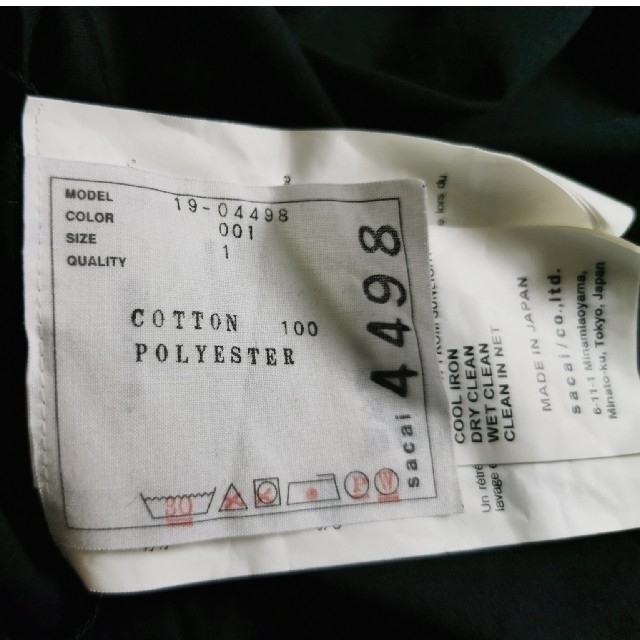 MODEL 19-04498
COLOR 001
SIZE 1
QUALITY
COTTON 100
POLYESTER
sacai 4498
30
P W
COOL IRON
DRY CLEAN
WET CLEAN
CLEAN IN NET
MADE IN JAPAN
sacai/co.ltd.
6-11-1 Minamiaoyama,
Minato-ku, Tokyo, Japan